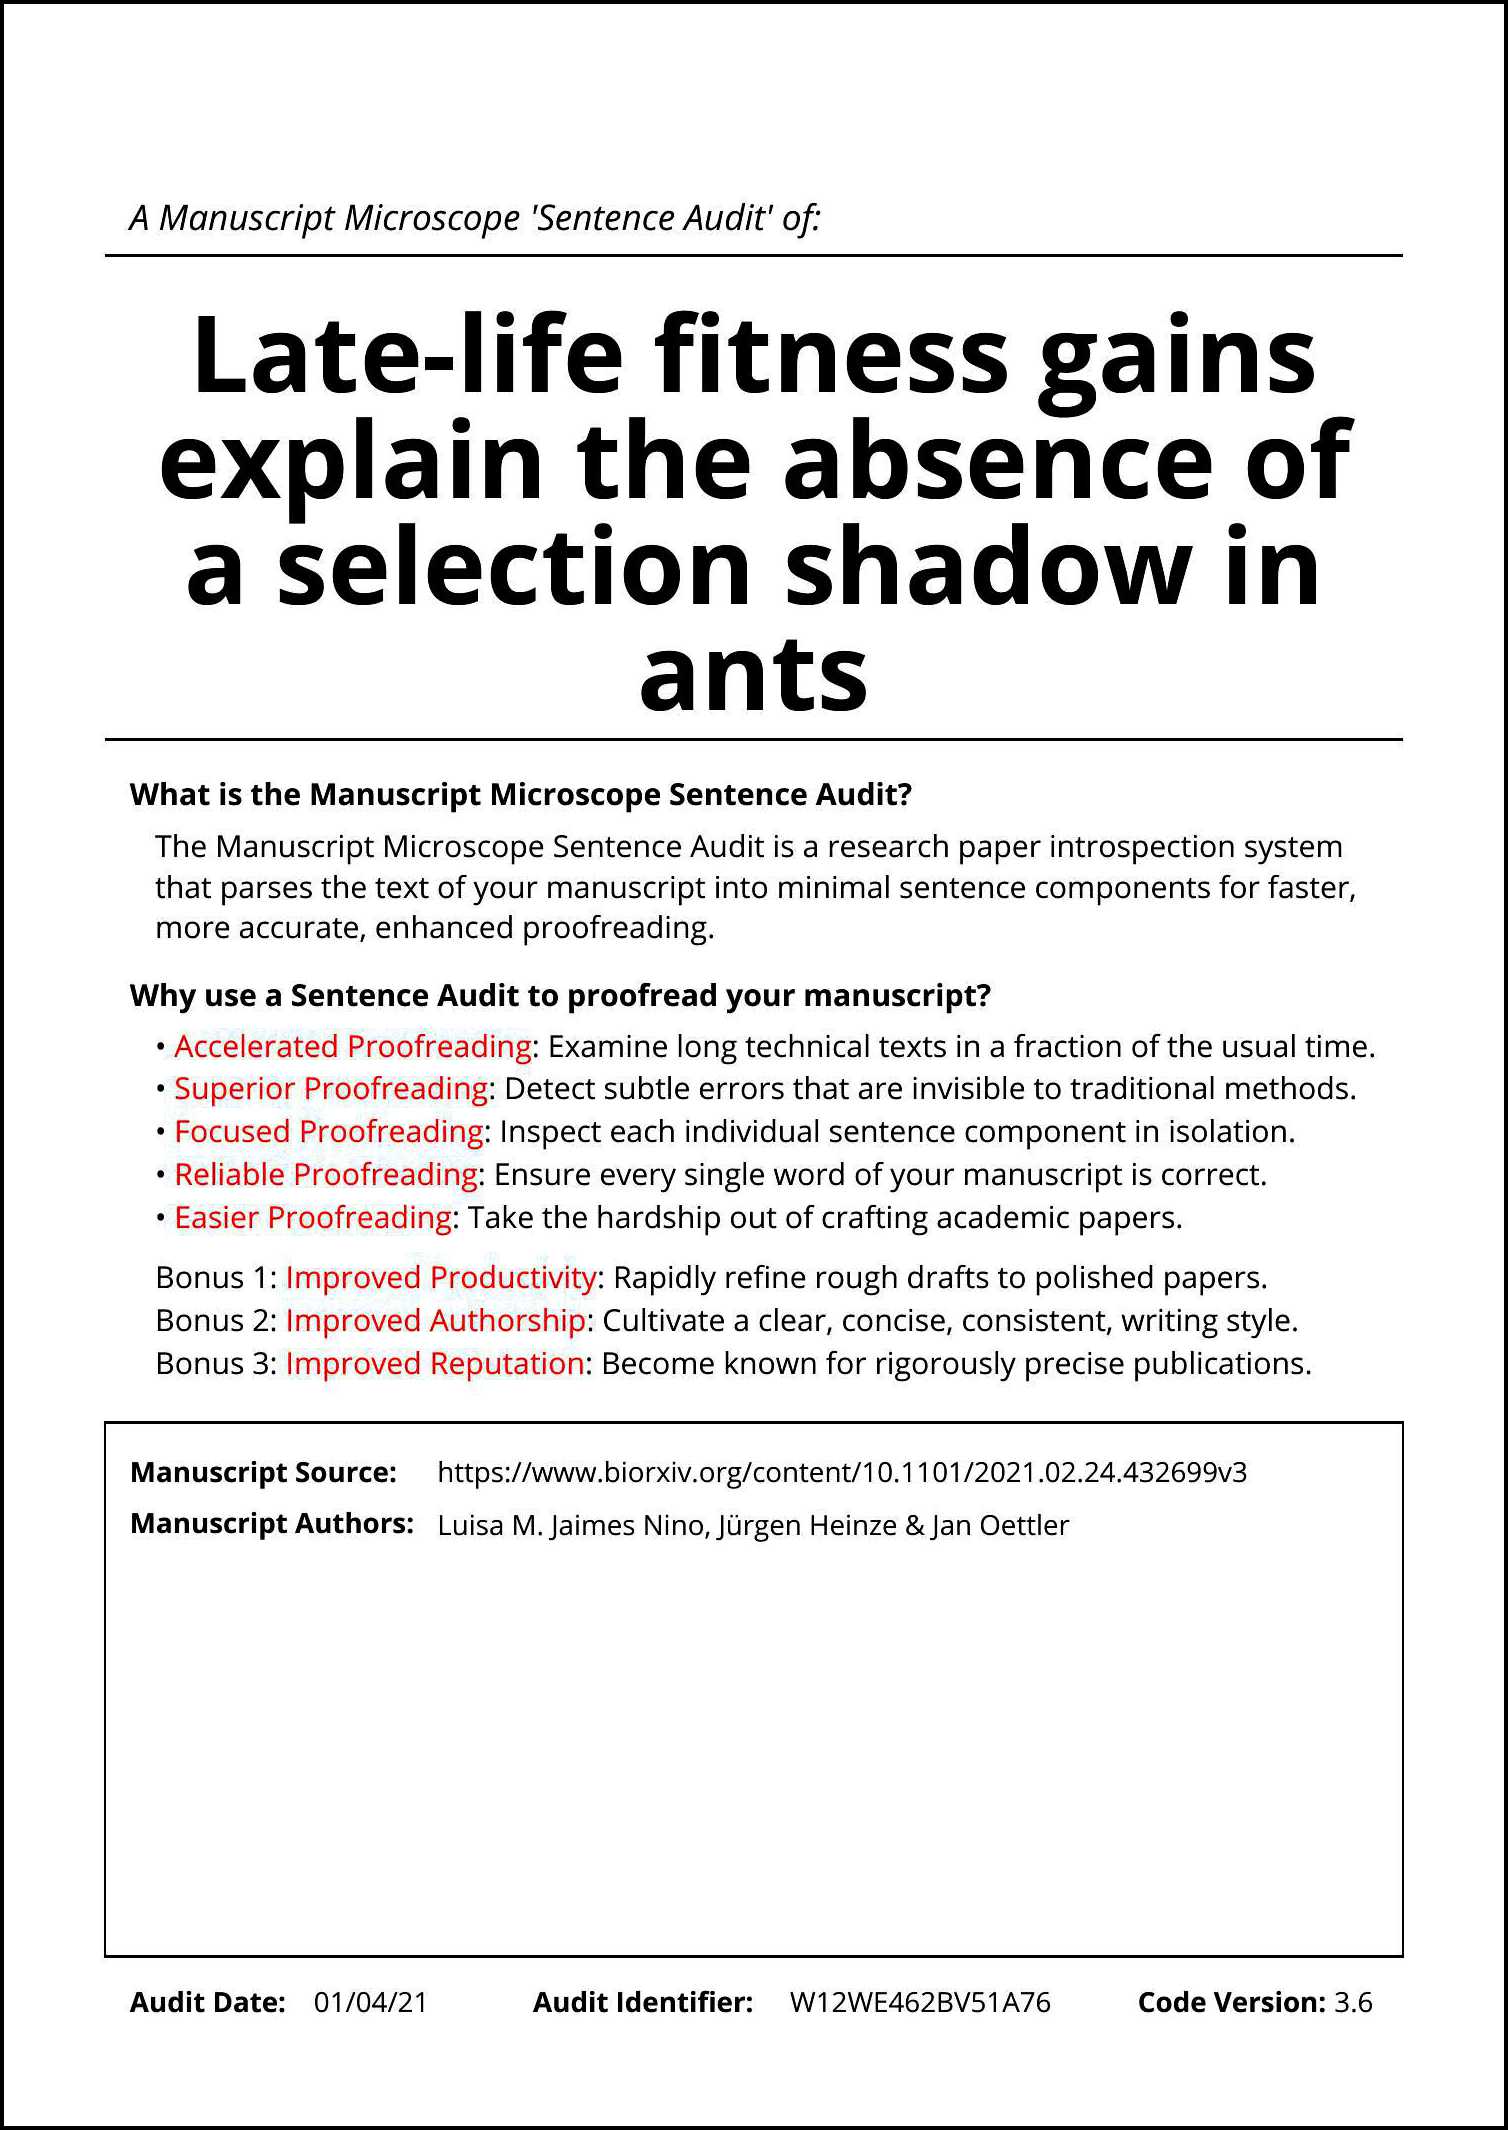 A Manuscript Microscope 'Sentence Audit' of:
Late-life fitness gains
explain the absence of
a selection shadow in
ants
What is the Manuscript Microscope Sentence Audit?
The Manuscript Microscope Sentence Audit is a research paper introspection system
that parses the text of your manuscript into minimal sentence components for faster,
more accurate, enhanced proofreading.
Why use a Sentence Audit to proofread your manuscript?
• Accelerated Proofreading: Examine long technical texts in a fraction of the usual time.
• Superior Proofreading: Detect subtle errors that are invisible to traditional methods.
• Focused Proofreading: Inspect each individual sentence component in isolation.
• Reliable Proofreading: Ensure every single word of your manuscript is correct.
• Easier Proofreading: Take the hardship out of crafting academic papers.
Bonus 1: Improved Productivity: Rapidly refine rough drafts to polished papers.
Bonus 2: Improved Authorship: Cultivate a clear, concise, consistent, writing style.
Bonus 3: Improved Reputation: Become known for rigorously precise publications.
Manuscript Source: https://www.biorxiv.org/content/10.1101/2021.02.24.432699v3
Manuscript Authors: Luisa M. Jaimes Nino, Jürgen Heinze & Jan Oettler
Audit Date: 01/04/21 Audit Identifier: W12WE462BV51A76 Code Version: 3.6